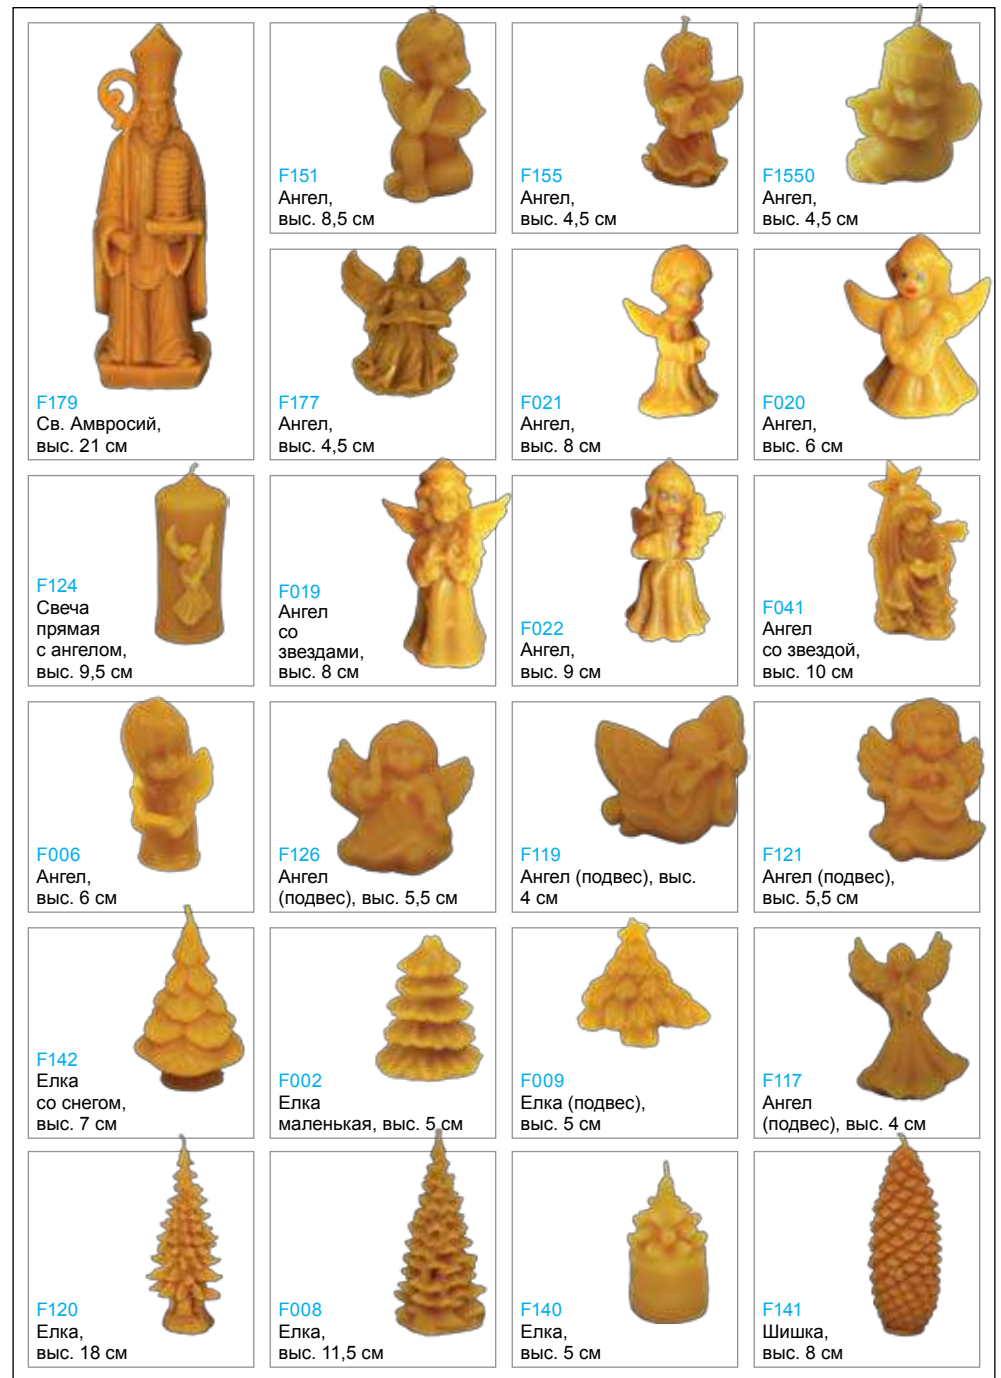 F151
Ангел,
выс. 8,5 см
F155
Ангел,
выс. 4,5 см
F1550
Ангел,
выс. 4,5 см
F179
Св. Амвросий,
выс. 21 см
F177
Ангел,
выс. 4,5 см
F021
Ангел,
выс. 8 см
F020
Ангел,
выс. 6 см
F124
Свеча
прямая
с ангелом,
выс. 9,5 см
F019
Ангел
со
звездами,
выс. 8 см
F022
Ангел,
выс. 9 см
F041
Ангел
со звездой,
выс. 10 см
F006
Ангел,
выс. 6 см
F126
Ангел
(подвес), выс. 5,5 см
F119
Ангел (подвес), выс.
4 см
F121
Ангел (подвес),
выс. 5,5 см
F142
Елка
со снегом,
выс. 7 см
F002
Елка
маленькая, выс. 5 см
F009
Елка (подвес),
выс. 5 см
F117
Ангел
(подвес), выс. 4 см
F120
Елка,
выс. 18 см
F008
Елка,
выс. 11,5 см
F140
Елка,
выс. 5 см
F141
Шишка,
выс. 8 см